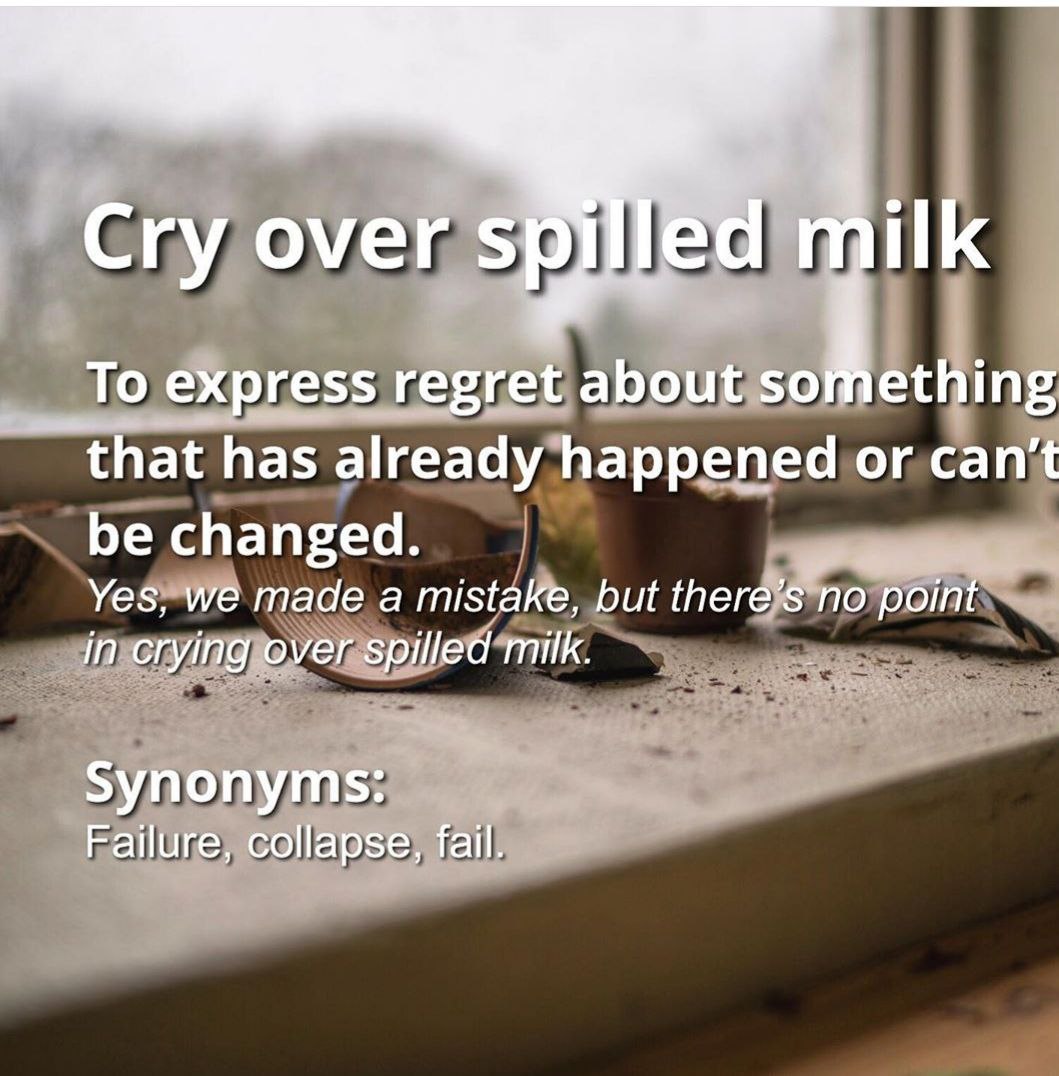 Cry over spilled milk
To express regret about something
that has already happened or can't
be changed.
Yes, we made a mistake, but there's no point
in crying over spilled milk.
Synonyms:
Failure, collapse, fail.